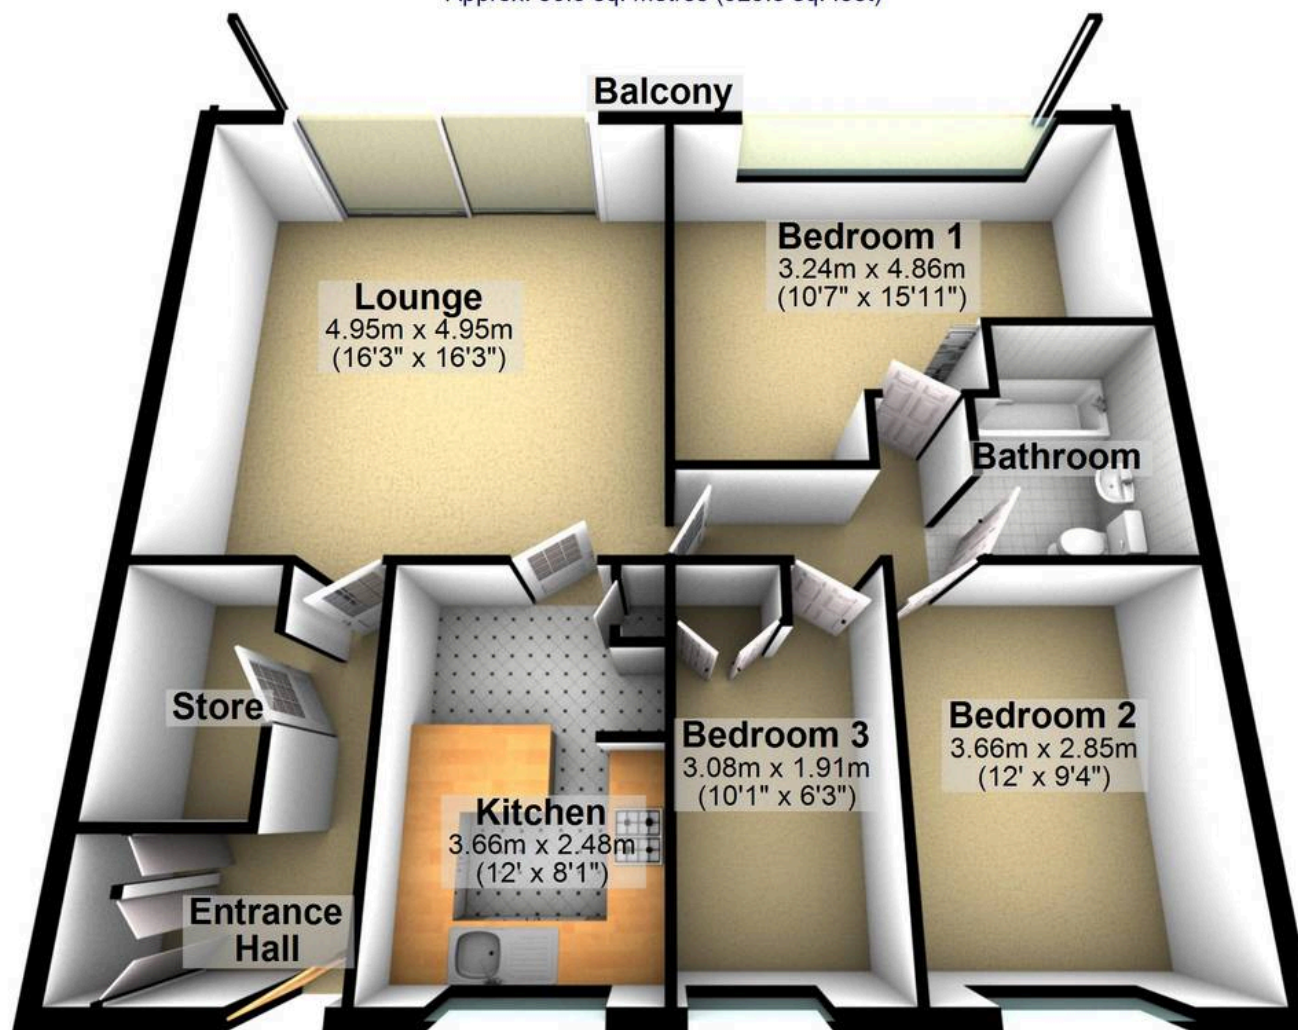 Balcony
Bedroom 1
3.24m x 4.86m
(10'7" x 15'11")
Lounge
4.95m x 4.95m
(16'3" x 16'3")
Bathroom
Store
Bedroom 3
3.08m x 1.91m
(10'1" x 6'3")
Bedroom 2
3.66m x 2.85m
(12' x 9'4")
Kitchen
3.66m x 2.48m
(12' x 8'1")
Entrance
Hall